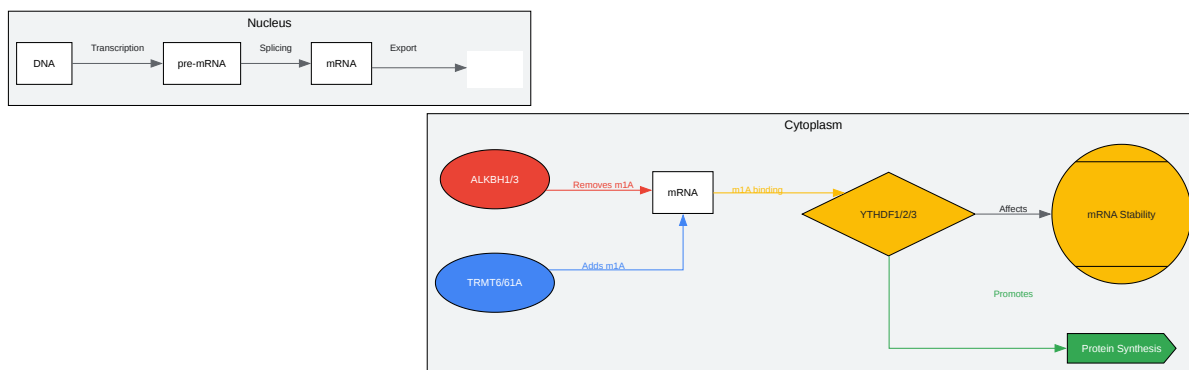 Nucleus
DNA
Transcription
pre-mRNA
Splicing
mRNA
Export
Cytoplasm
ALKBH1/3
Removes m1A
mRNA
m1A binding
YTHDF1/2/3
Affects
mRNA Stability
TRMT6/61A
Adds m1A
Promotes
Protein Synthesis